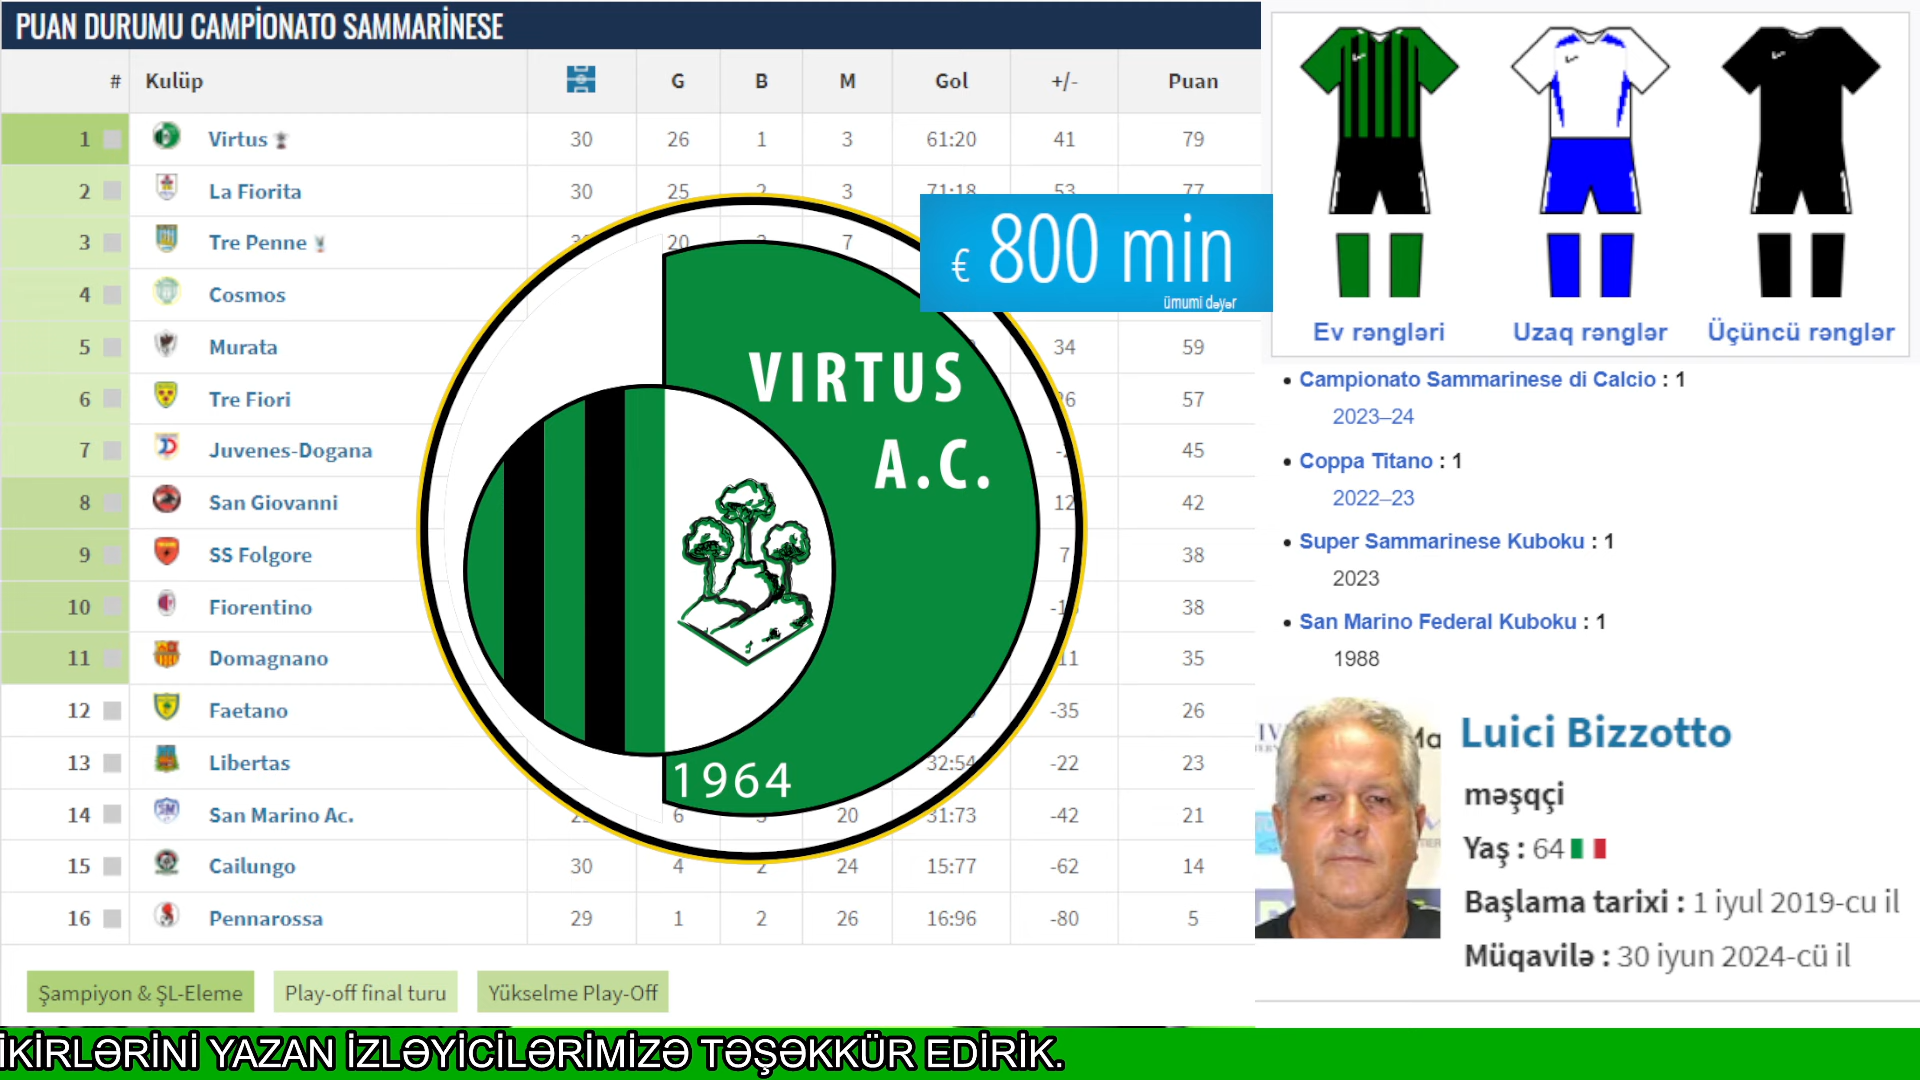 PUAN DURUMU CAMPİONATO SAMMARİNESE
# Kulüp G B M Gol +/- Puan
1 Virtus 30 26 1 3 61:20 41 79
2 La Fiorita 30 25 2 3 71:18 53 77
3 Tre Penne 20 7
4 Cosmos
5 Murata 34 59
6 Tre Fiori 57
7 Juvenes-Dogana 45
8 San Giovanni 12 42
9 SS Folgore 7 38
10 Fiorentino 38
11 Domagnano 35
12 Faetano -35 26
13 Libertas 32:54 -22 23
14 San Marino Ac. 6 20 31:73 -42 21
15 Cailungo 30 4 2 24 15:77 -62 14
16 Pennarossa 29 1 2 26 16:96 -80 5
Şampiyon & ŞL-Eleme Play-off final turu Yükselme Play-Off
VIRTUS
A.C.
1964
€ 800 min
ümumi dəyər
Ev rəngləri Uzaq rənglər Üçüncü rənglər
• Campionato Sammarinese di Calcio : 1
2023–24
• Coppa Titano : 1
2022–23
• Super Sammarinese Kuboku : 1
2023
• San Marino Federal Kuboku : 1
1988
Luici Bizzotto
məşqçi
Yaş : 64
Başlama tarixi : 1 iyul 2019-cu il
Müqavilə : 30 iyun 2024-cü il
İKİRLƏRİNİ YAZAN İZLƏYİCİLƏRİMİZƏ TƏŞƏKKÜR EDİRİK.